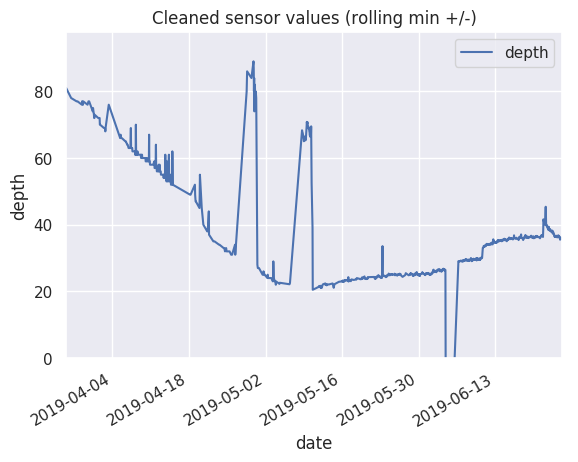 Cleaned sensor values (rolling min +/-)
depth
depth
80
60
40
20
0
2019-04-04
2019-04-18
2019-05-02
2019-05-16
2019-05-30
2019-06-13
date